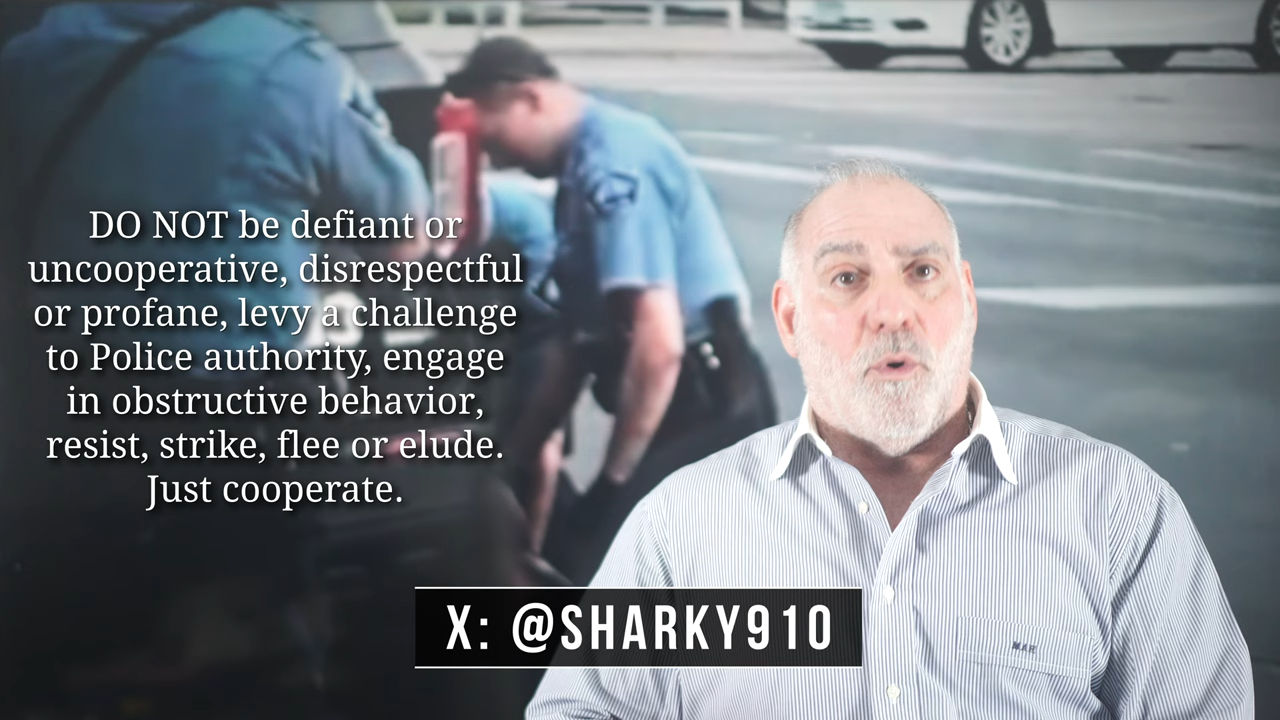 DO NOT be defiant or
uncooperative, disrespectful
or profane, levy a challenge
to Police authority, engage
in obstructive behavior,
resist, strike, flee or elude.
Just cooperate.
X: @SHARKY910